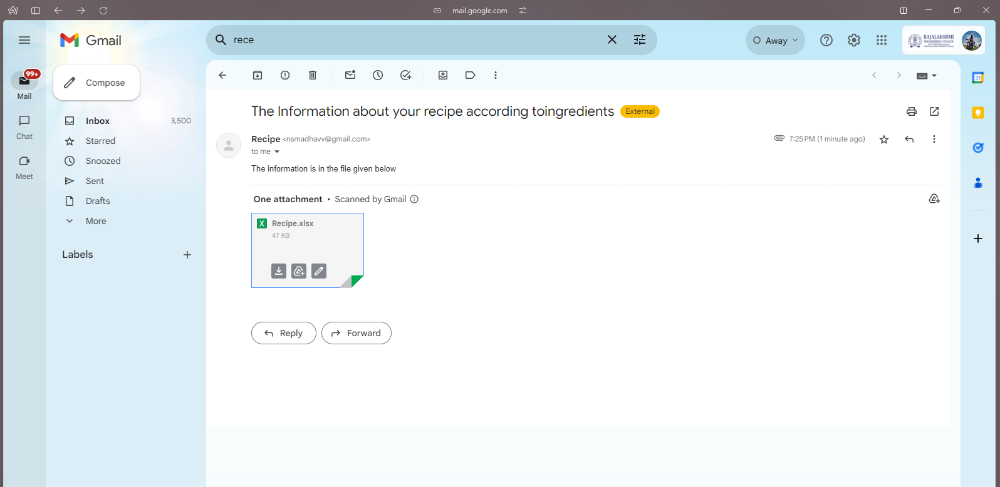 mail.google.com
Gmail
rece
Away
RAJALAKSHMI
ENGINEERING COLLEGE
99+
Mail
Chat
Meet
Compose
Inbox 3,500
Starred
Snoozed
Sent
Drafts
More
Labels
The Information about your recipe according toingredients External
Recipe <nsmadhavv@gmail.com> 7:25 PM (1 minute ago)
to me
The information is in the file given below
One attachment • Scanned by Gmail
X Recipe.xlsx
47 KB
Reply Forward
31